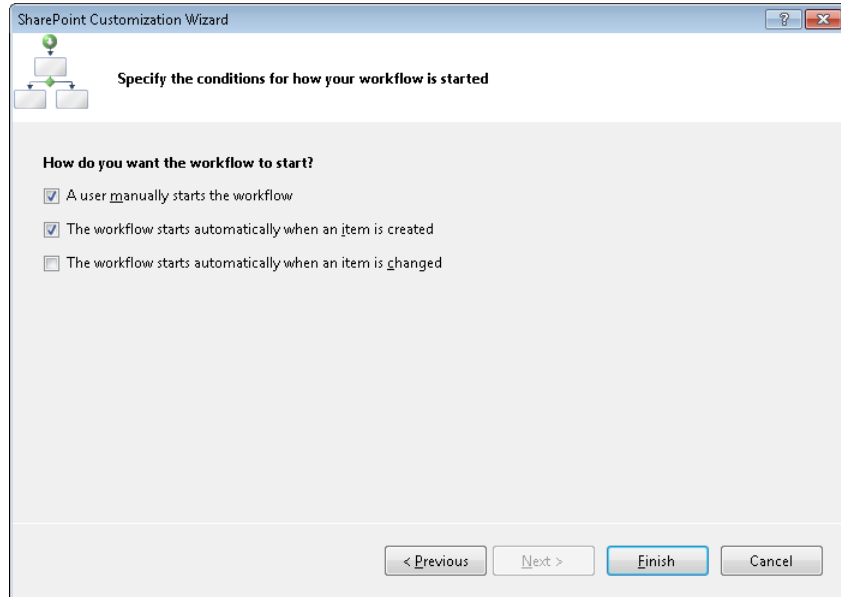 SharePoint Customization Wizard
?
Specify the conditions for how your workflow is started
How do you want the workflow to start?
A user manually starts the workflow
The workflow starts automatically when an item is created
The workflow starts automatically when an item is changed
< Previous Next > Finish Cancel